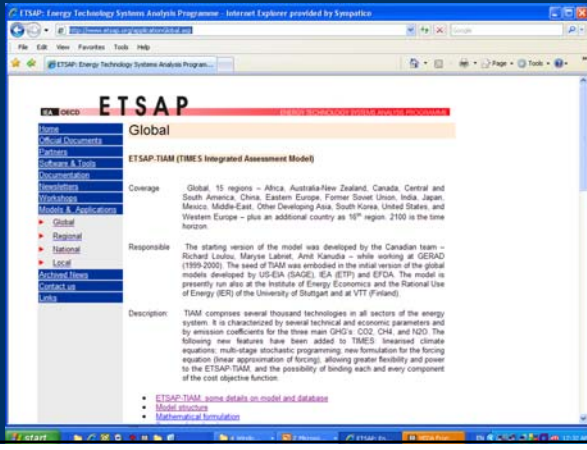 ETSAP: Energy Technology Systems Analysis Programme - Internet Explorer provided by Sympatico
http://www.etsap.org/applicationGlobal.asp
Google
File Edit View Favorites Tools Help
ETSAP: Energy Technology Systems Analysis Program...
Page Tools
IEA OECD ETSAP
ENERGY TECHNOLOGY SYSTEMS ANALYSIS PROGRAMME
Home
Official Documents
Partners
Software & Tools
Documentation
Newsletters
Workshops
Models & Applications
Global
Regional
National
Local
Archived News
Contact us
Links
Global
ETSAP-TIAM (TIMES Integrated Assessment Model)
Coverage Global, 15 regions – Africa, Australia-New Zealand, Canada, Central and
South America, China, Eastern Europe, Former Soviet Union, India, Japan,
Mexico, Middle-East, Other Developing Asia, South Korea, United States, and
Western Europe – plus an additional country as 16th region. 2100 is the time
horizon.
Responsible The starting version of the model was developed by the Canadian team –
Richard Loulou, Maryse Labriet, Amit Kanudia – while working at GERAD
(1999-2000). The seed of TIAM was embodied in the initial version of the global
models developed by US-EIA (SAGE), IEA (ETP) and EFDA. The model is
presently run also at the Institute of Energy Economics and the Rational Use
of Energy (IER) of the University of Stuttgart and at VTT (Finland).
Description: TIAM comprises several thousand technologies in all sectors of the energy
system. It is characterized by several technical and economic parameters and
by emission coefficients for the three main GHG's: CO2, CH4, and N2O. The
following new features have been added to TIMES: linearised climate
equations; multi-stage stochastic programming; new formulation for the forcing
equation (linear approximation of forcing), allowing greater flexibility and power
to the ETSAP-TIAM, and the possibility of binding each and every component
of the cost objective function.
ETSAP-TIAM: some details on model and database
Model structure
Mathematical formulation
start